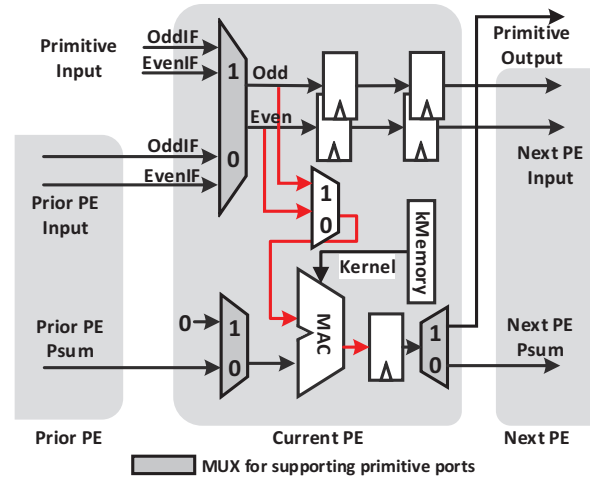 Primitive
Input
OddIF
EvenIF
1
0
Odd
Even
Primitive
Output
OddIF
EvenIF
Prior PE
Input
Next PE
Input
1
0
kMemory
Kernel
Prior PE
Psum
0
1
0
MAC
1
0
Next PE
Psum
Prior PE
Current PE
Next PE
MUX for supporting primitive ports